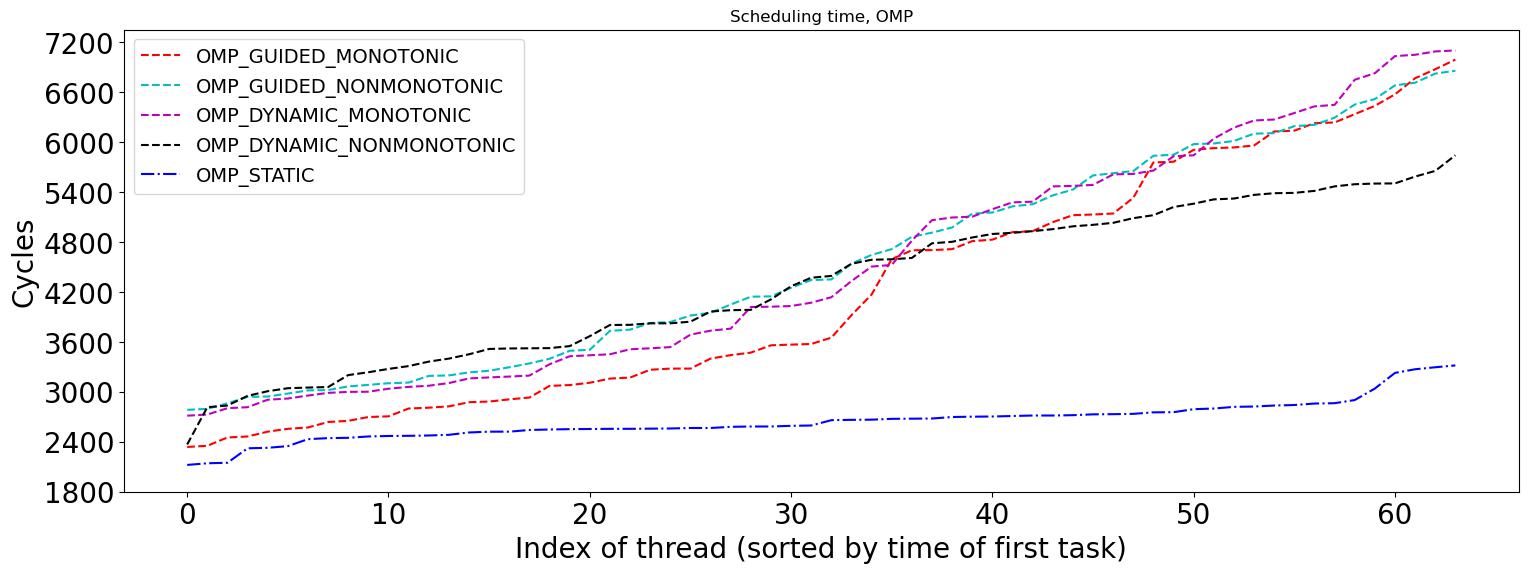 Scheduling time, OMP
OMP_GUIDED_MONOTONIC
OMP_GUIDED_NONMONOTONIC
OMP_DYNAMIC_MONOTONIC
OMP_DYNAMIC_NONMONOTONIC
OMP_STATIC
7200
6600
6000
5400
4800
4200
3600
3000
2400
1800
Cycles
0 10 20 30 40 50 60
Index of thread (sorted by time of first task)